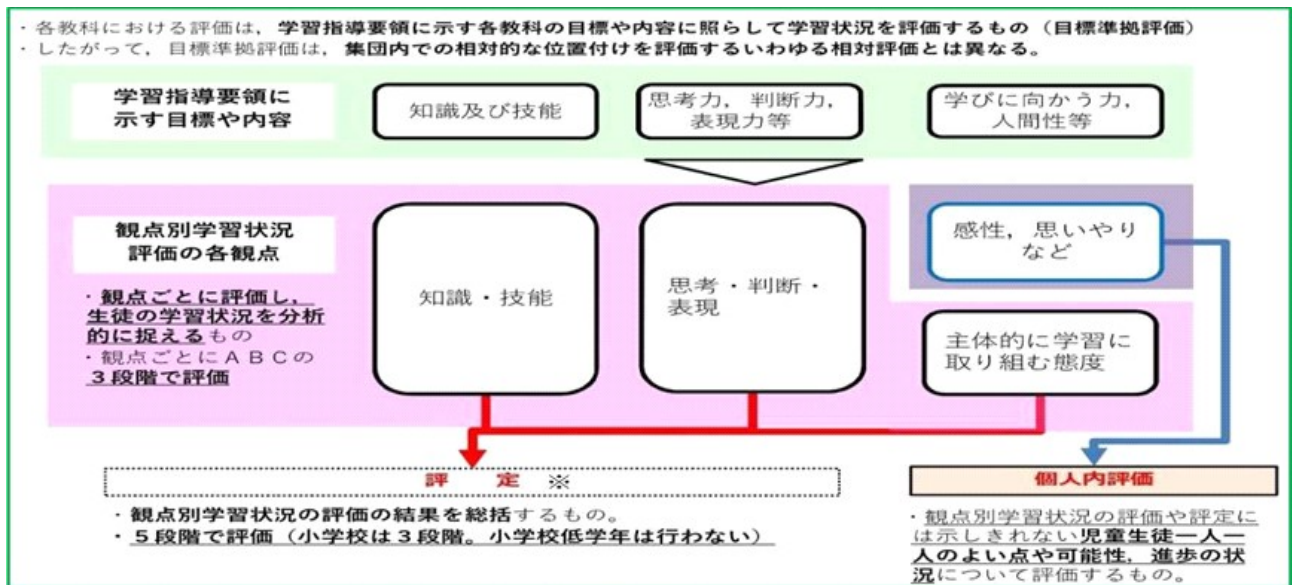 ・各教科における評価は，学習指導要領に示す各教科の目標や内容に照らして学習状況を評価するもの（目標準拠評価）
・したがって，目標準拠評価は，集団内での相対的な位置付けを評価するいわゆる相対評価とは異なる。
学習指導要領に
示す目標や内容
知識及び技能
思考力，判断力，
表現力等
学びに向かう力，
人間性等
観点別学習状況
評価の各観点
・観点ごとに評価し，
生徒の学習状況を分析
的に捉えるもの
・観点ごとにＡＢＣの
３段階で評価
知識・技能
思考・判断・
表現
感性，思いやり
など
主体的に学習に
取り組む態度
評　定　※
・観点別学習状況の評価の結果を総括するもの。
・５段階で評価（小学校は３段階。小学校低学年は行わない）
個人内評価
・観点別学習状況の評価や評定に
は示しきれない児童生徒一人一
人のよい点や可能性，進歩の状
況について評価するもの。